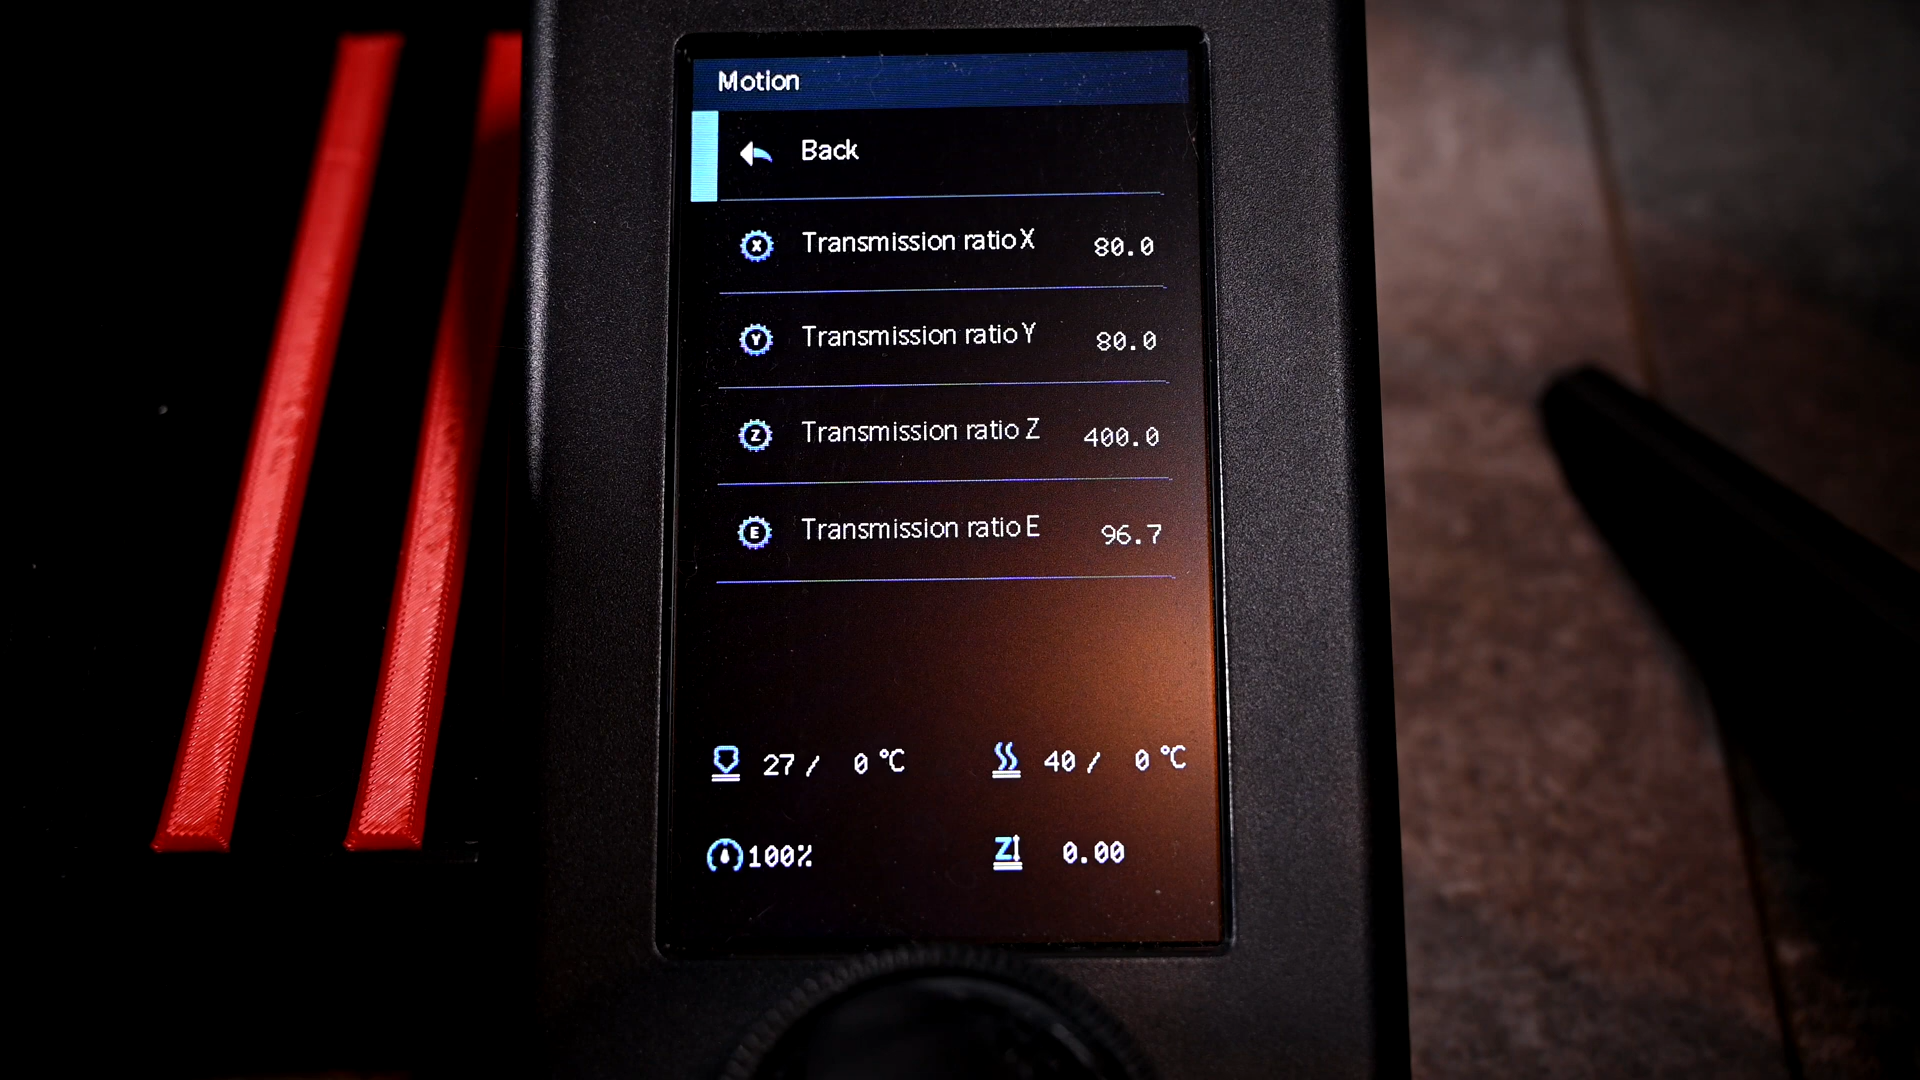 Motion
Back
X Transmission ratio X 80.0
Y Transmission ratio Y 80.0
Z Transmission ratio Z 400.0
E Transmission ratio E 96.7
27 / 0 °C 40 / 0 °C
100% Z 0.00